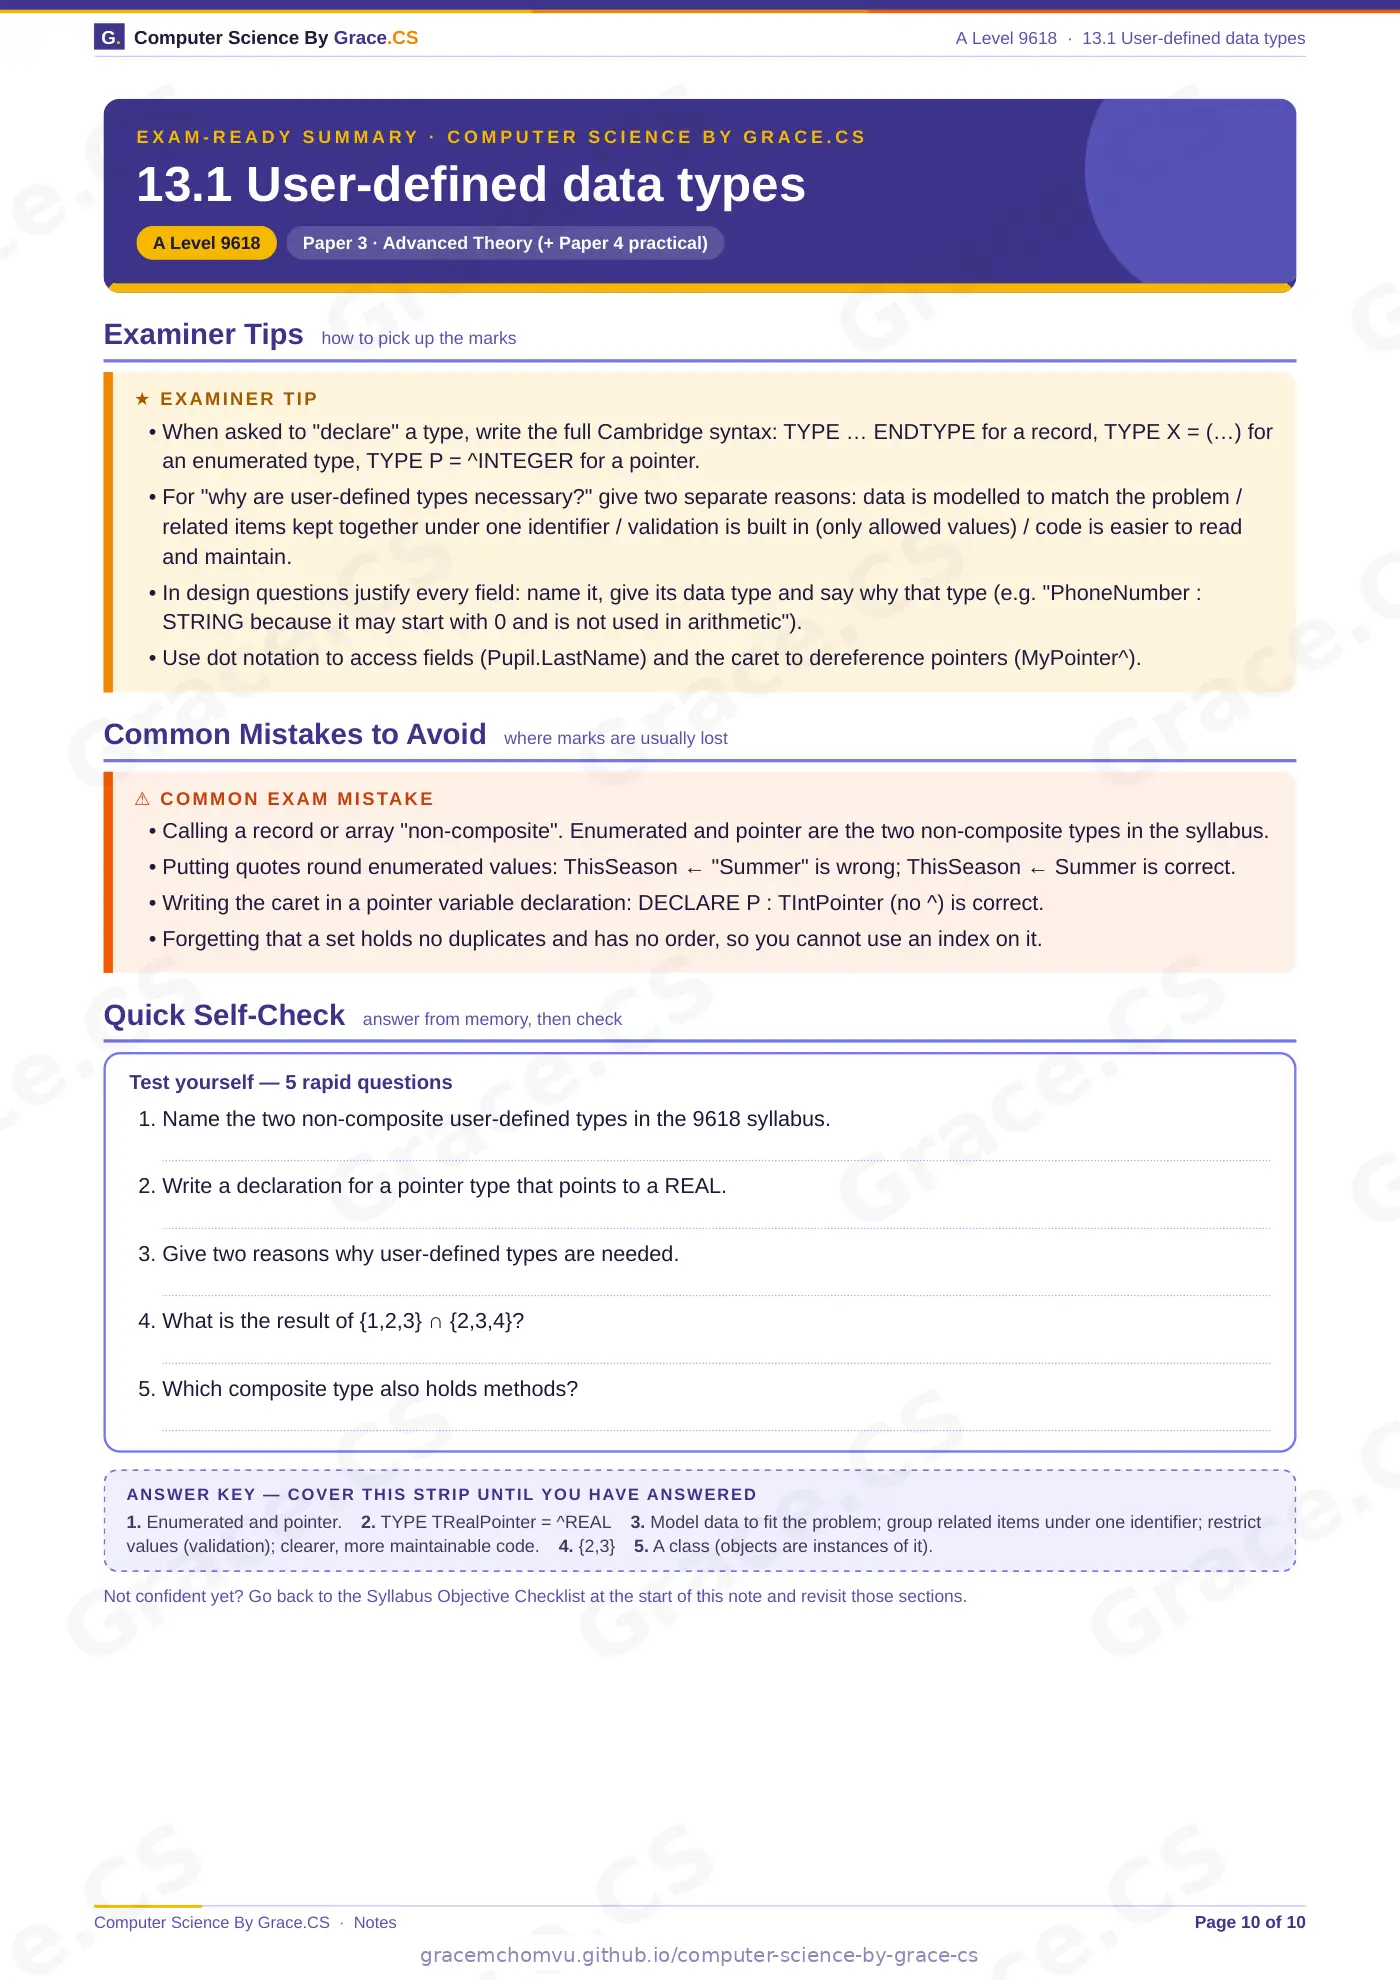 G. Computer Science By Grace.CS
A Level 9618 · 13.1 User-defined data types
EXAM-READY SUMMARY · COMPUTER SCIENCE BY GRACE.CS
13.1 User-defined data types
A Level 9618
Paper 3 · Advanced Theory (+ Paper 4 practical)
Examiner Tips how to pick up the marks
★ EXAMINER TIP
• When asked to "declare" a type, write the full Cambridge syntax: TYPE … ENDTYPE for a record, TYPE X = (…) for
an enumerated type, TYPE P = ^INTEGER for a pointer.
• For "why are user-defined types necessary?" give two separate reasons: data is modelled to match the problem /
related items kept together under one identifier / validation is built in (only allowed values) / code is easier to read
and maintain.
• In design questions justify every field: name it, give its data type and say why that type (e.g. "PhoneNumber :
STRING because it may start with 0 and is not used in arithmetic").
• Use dot notation to access fields (Pupil.LastName) and the caret to dereference pointers (MyPointer^).
Common Mistakes to Avoid where marks are usually lost
⚠ COMMON EXAM MISTAKE
• Calling a record or array "non-composite". Enumerated and pointer are the two non-composite types in the syllabus.
• Putting quotes round enumerated values: ThisSeason ← "Summer" is wrong; ThisSeason ← Summer is correct.
• Writing the caret in a pointer variable declaration: DECLARE P : TIntPointer (no ^) is correct.
• Forgetting that a set holds no duplicates and has no order, so you cannot use an index on it.
Quick Self-Check answer from memory, then check
Test yourself — 5 rapid questions
1. Name the two non-composite user-defined types in the 9618 syllabus.
2. Write a declaration for a pointer type that points to a REAL.
3. Give two reasons why user-defined types are needed.
4. What is the result of {1,2,3} ∩ {2,3,4}?
5. Which composite type also holds methods?
ANSWER KEY — COVER THIS STRIP UNTIL YOU HAVE ANSWERED
1. Enumerated and pointer. 2. TYPE TRealPointer = ^REAL 3. Model data to fit the problem; group related items under one identifier; restrict
values (validation); clearer, more maintainable code. 4. {2,3} 5. A class (objects are instances of it).
Not confident yet? Go back to the Syllabus Objective Checklist at the start of this note and revisit those sections.
Computer Science By Grace.CS · Notes
Page 10 of 10
gracemchomvu.github.io/computer-science-by-grace-cs